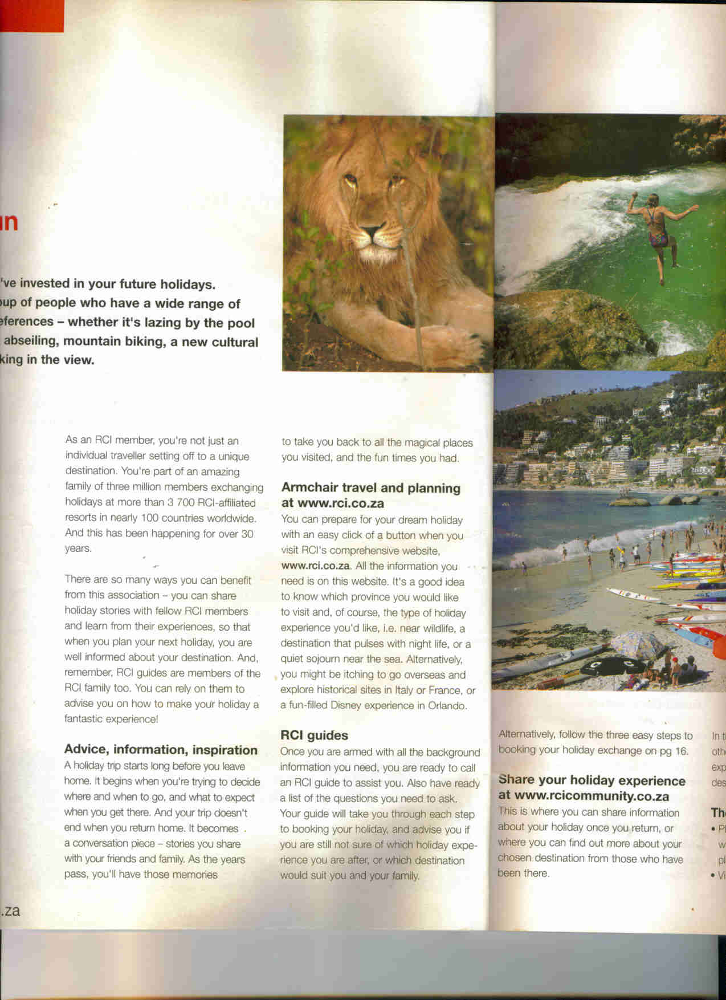 've invested in your future holidays.
up of people who have a wide range of
ferences – whether it's lazing by the pool
abseiling, mountain biking, a new cultural
king in the view.
As an RCI member, you're not just an
individual traveller setting off to a unique
destination. You're part of an amazing
family of three million members exchanging
holidays at more than 3 700 RCI-affiliated
resorts in nearly 100 countries worldwide.
And this has been happening for over 30
years.
There are so many ways you can benefit
from this association – you can share
holiday stories with fellow RCI members
and learn from their experiences, so that
when you plan your next holiday, you are
well informed about your destination. And,
remember, RCI guides are members of the
RCI family too. You can rely on them to
advise you on how to make your holiday a
fantastic experience!
Advice, information, inspiration
A holiday trip starts long before you leave
home. It begins when you're trying to decide
where and when to go, and what to expect
when you get there. And your trip doesn't
end when you return home. It becomes
a conversation piece – stories you share
with your friends and family. As the years
pass, you'll have those memories
to take you back to all the magical places
you visited, and the fun times you had.
Armchair travel and planning
at www.rci.co.za
You can prepare for your dream holiday
with an easy click of a button when you
visit RCI's comprehensive website,
www.rci.co.za. All the information you
need is on this website. It's a good idea
to know which province you would like
to visit and, of course, the type of holiday
experience you'd like, i.e. near wildlife, a
destination that pulses with night life, or a
quiet sojourn near the sea. Alternatively,
you might be itching to go overseas and
explore historical sites in Italy or France, or
a fun-filled Disney experience in Orlando.
RCI guides
Once you are armed with all the background
information you need, you are ready to call
an RCI guide to assist you. Also have ready
a list of the questions you need to ask.
Your guide will take you through each step
to booking your holiday, and advise you if
you are still not sure of which holiday expe-
rience you are after, or which destination
would suit you and your family.
Alternatively, follow the three easy steps to
booking your holiday exchange on pg 16.
Share your holiday experience
at www.rcicommunity.co.za
This is where you can share information
about your holiday once you return, or
where you can find out more about your
chosen destination from those who have
been there.
.za